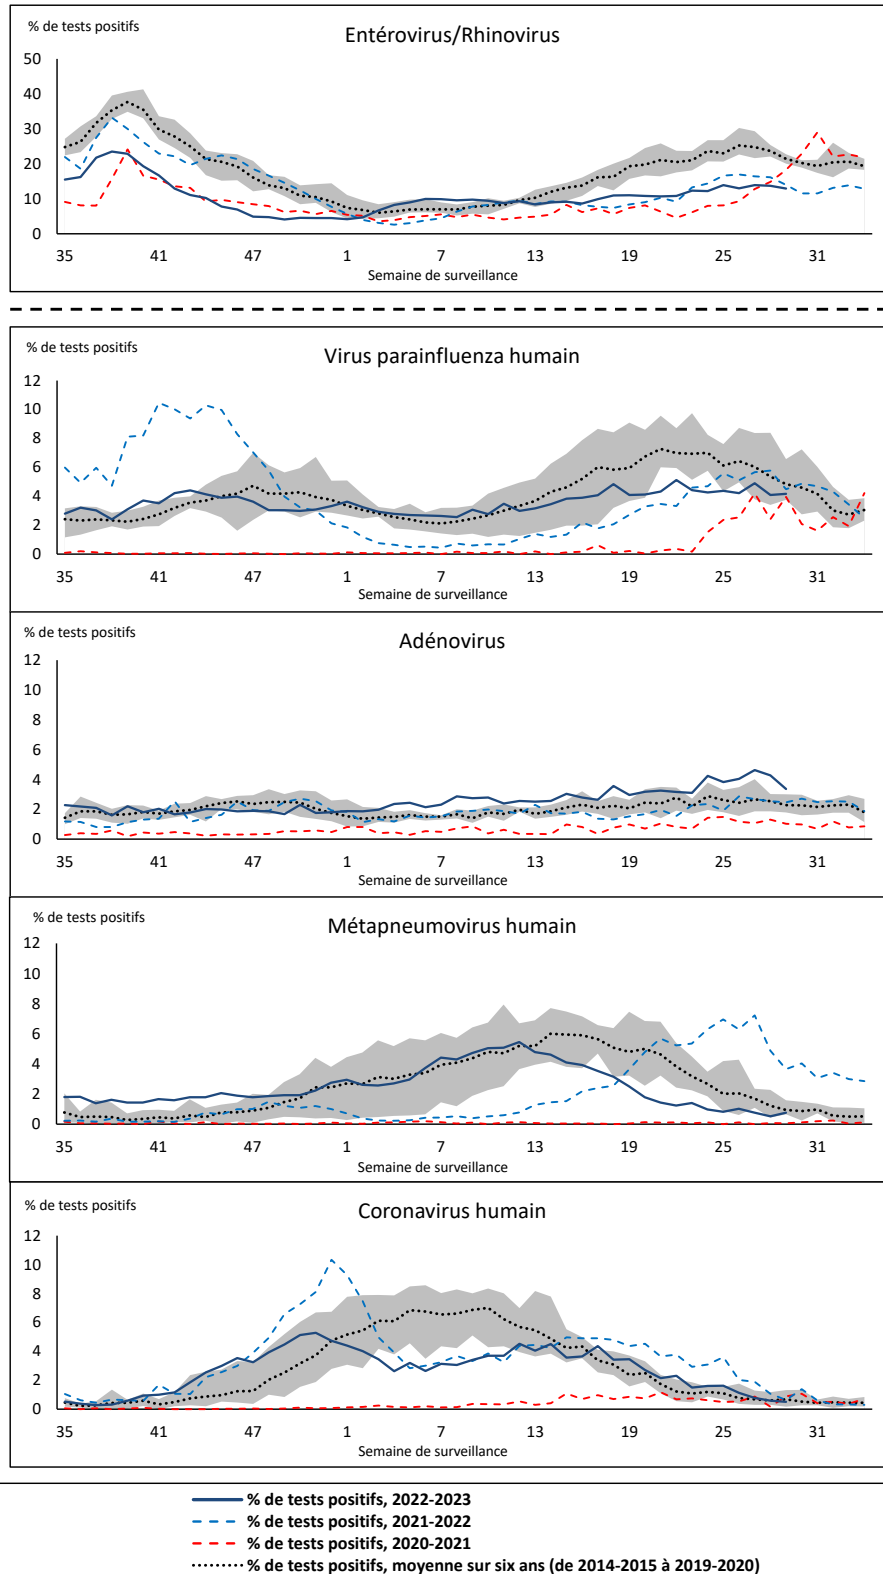 % de tests positifs
Entérovirus/Rhinovirus
50
40
30
20
10
0
35 41 47 1 7 13 19 25 31
Semaine de surveillance
% de tests positifs
Virus parainfluenza humain
12
10
8
6
4
2
0
35 41 47 1 7 13 19 25 31
Semaine de surveillance
% de tests positifs
Adénovirus
12
10
8
6
4
2
0
35 41 47 1 7 13 19 25 31
Semaine de surveillance
% de tests positifs
Métapneumovirus humain
12
10
8
6
4
2
0
35 41 47 1 7 13 19 25 31
Semaine de surveillance
% de tests positifs
Coronavirus humain
12
10
8
6
4
2
0
35 41 47 1 7 13 19 25 31
Semaine de surveillance
% de tests positifs, 2022-2023
% de tests positifs, 2021-2022
% de tests positifs, 2020-2021
% de tests positifs, moyenne sur six ans (de 2014-2015 à 2019-2020)